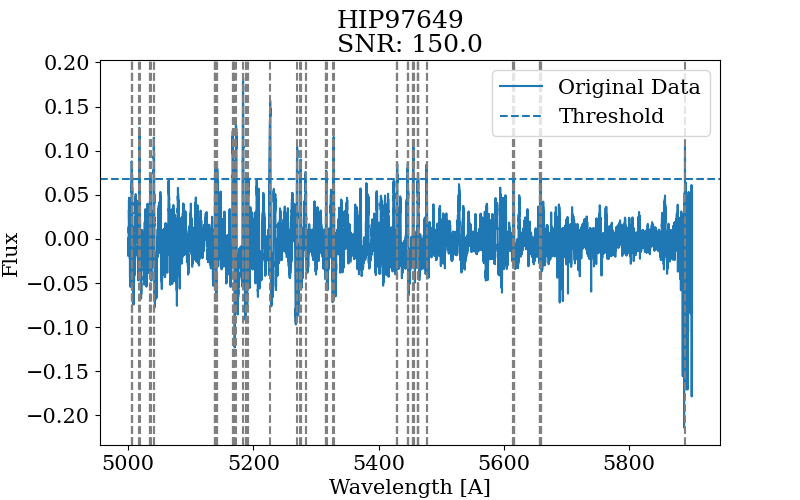 HIP97649
SNR: 150.0
0.20
0.15
0.10
0.05
0.00
−0.05
−0.10
−0.15
−0.20
Flux
Original Data
Threshold
5000 5200 5400 5600 5800
Wavelength [A]